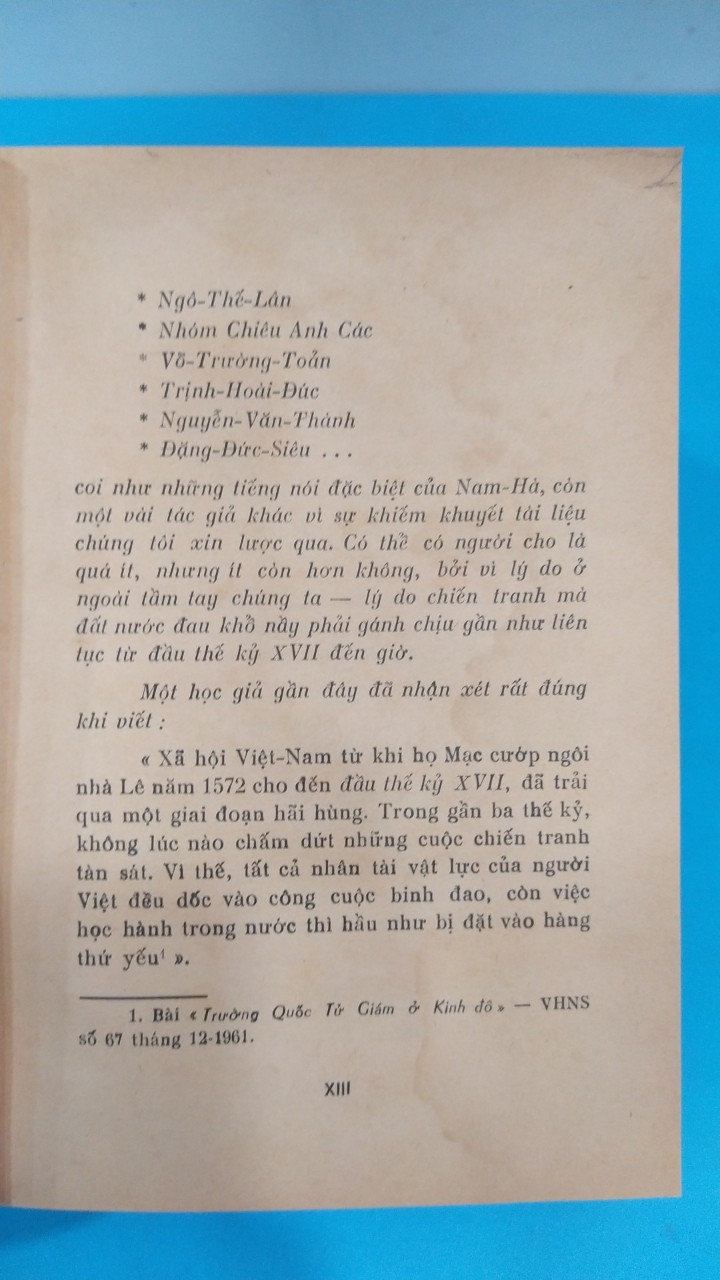 * Ngô-Thế-Lân
* Nhóm Chiêu Anh Các
* Võ-Trường-Toản
* Trịnh-Hoài-Đúc
* Nguyễn-Văn-Thành
* Đặng-Đức-Siêu ...
coi như những tiếng nói đặc biệt của Nam-Hà, còn
một vài tác giả khác vì sự khiếm khuyết tài liệu
chúng tôi xin lược qua. Có thể có người cho là
quá ít, nhưng ít còn hơn không, bởi vì lý do ở
ngoài tầm tay chúng ta — lý do chiến tranh mà
đất nước đau khổ nầy phải gánh chịu gần như liên
tục từ đầu thế kỷ XVII đến giờ.
Một học giả gần đây đã nhận xét rất đúng
khi viết :
« Xã hội Việt-Nam từ khi họ Mạc cướp ngôi
nhà Lê năm 1572 cho đến đầu thế kỷ XVII, đã trải
qua một giai đoạn hãi hùng. Trong gần ba thế kỷ,
không lúc nào chấm dứt những cuộc chiến tranh
tàn sát. Vì thế, tất cả nhân tài vật lực của người
Việt đều dốc vào công cuộc binh đao, còn việc
học hành trong nước thì hầu như bị đặt vào hàng
thứ yếu¹ ».
1. Bài «Trường Quốc Tử Giám ở Kinh đô» — VHNS
số 67 tháng 12-1961.
XIII